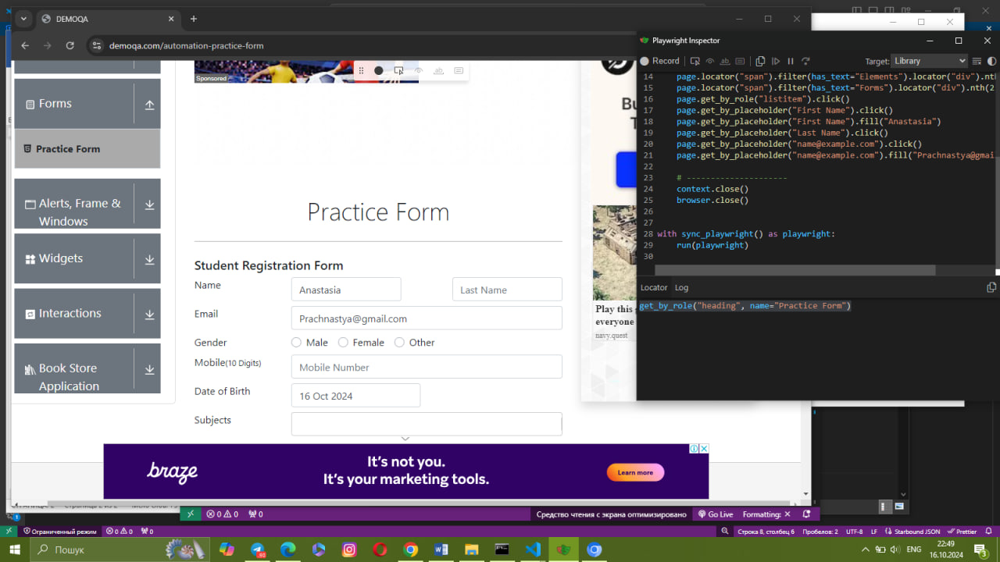 DEMOQA
demoqa.com/automation-practice-form
Sponsored
Forms
Practice Form
Alerts, Frame &
Windows
Widgets
Interactions
Book Store
Application
Practice Form
Student Registration Form
Name
Anastasia
Last Name
Email
Prachnastya@gmail.com
Gender
Male
Female
Other
Mobile(10 Digits)
Mobile Number
Date of Birth
16 Oct 2024
Subjects
Bu
Play this
everyone
navy.quest
braze
It's not you.
It's your marketing tools.
Learn more
Playwright Inspector
Record
Target:
Library
14 page.locator("span").filter(has_text="Elements").locator("div").nth
15 page.locator("span").filter(has_text="Forms").locator("div").nth(2
16 page.get_by_role("listitem").click()
17 page.get_by_placeholder("First Name").click()
18 page.get_by_placeholder("First Name").fill("Anastasia")
19 page.get_by_placeholder("Last Name").click()
20 page.get_by_placeholder("name@example.com").click()
21 page.get_by_placeholder("name@example.com").fill("Prachnastya@gmai
22
23 # ---------------------
24 context.close()
25 browser.close()
26
27
28 with sync_playwright() as playwright:
29 run(playwright)
30
Locator
Log
get_by_role("heading", name="Practice Form")
0 0 0
Средство чтения с экрана оптимизировано
Go Live
Formatting:
Ограниченный режим
0 0 0
Строка 8, столбец 6
Пробелов: 2
UTF-8
LF
Starbound JSON
Prettier
Пошук
90
ENG
22:49
16.10.2024
3